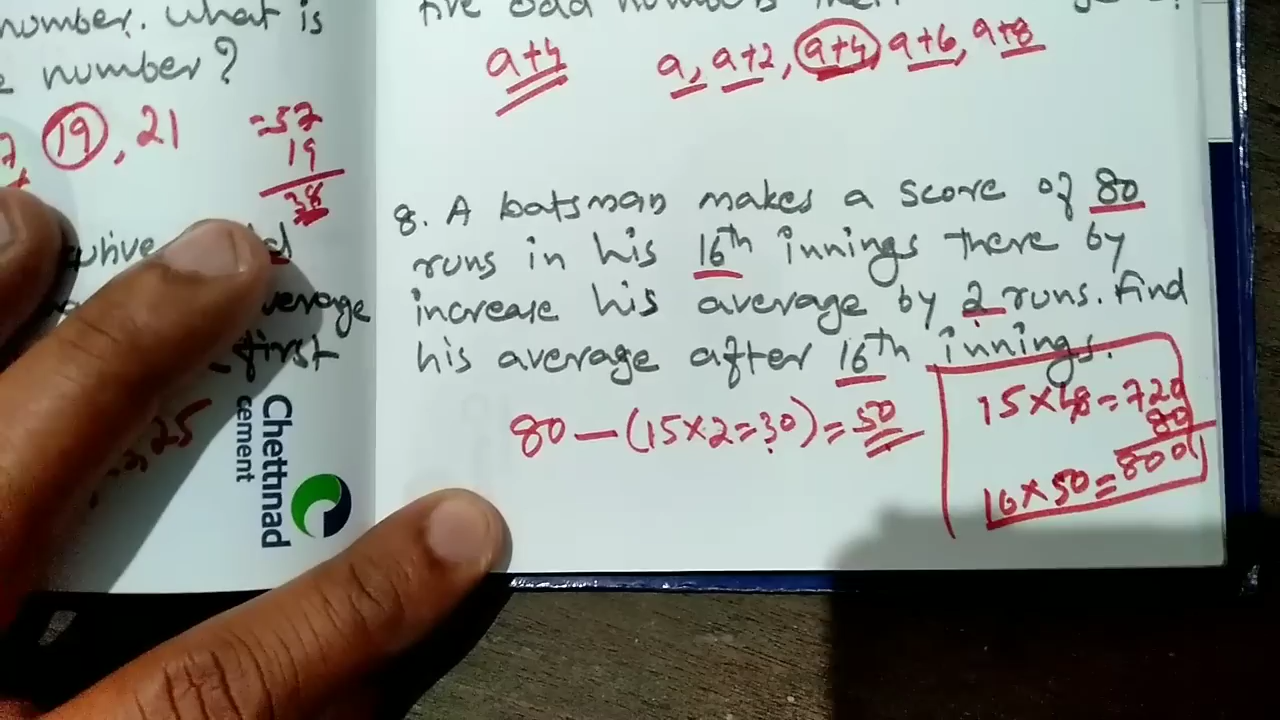 number. What is
number?
19, 21
=57
19
38
average
first
25
Chettinad
cement
a+4
a, a+2, a+4, a+6, a+8
8. A batsman makes a score of 80
runs in his 16th innings there by
increase his average by 2 runs. Find
his average after 16th innings.
80 - (15×2=30) = 50
15×48=720
80
16×50=800